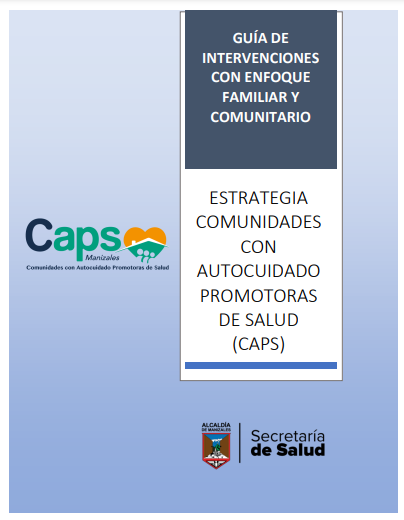 GUÍA DE
INTERVENCIONES
CON ENFOQUE
FAMILIAR Y
COMUNITARIO
ESTRATEGIA
COMUNIDADES
CON
AUTOCUIDADO
PROMOTORAS
DE SALUD
(CAPS)
Caps
Manizales
Comunidades con Autocuidado Promotoras de Salud
ALCALDÍA
DE MANIZALES
Secretaría
de Salud